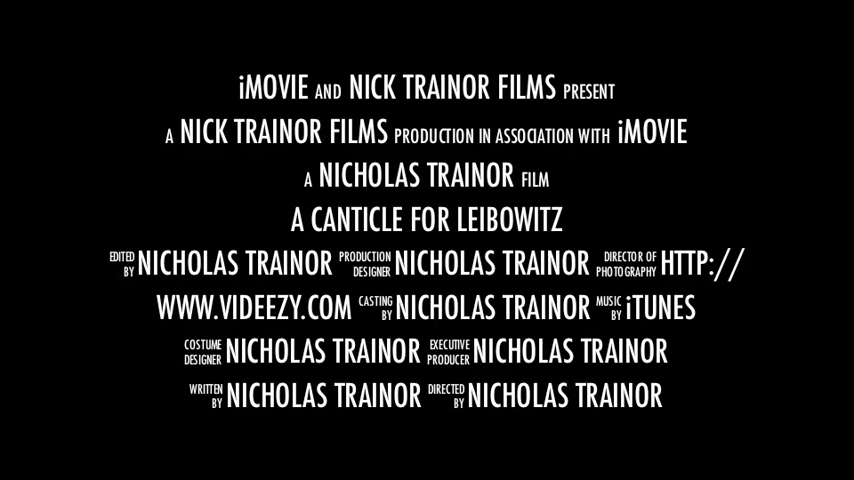 iMOVIE AND NICK TRAINOR FILMS PRESENT
A NICK TRAINOR FILMS PRODUCTION IN ASSOCIATION WITH iMOVIE
A NICHOLAS TRAINOR FILM
A CANTICLE FOR LEIBOWITZ
EDITED BY NICHOLAS TRAINOR PRODUCTION DESIGNER NICHOLAS TRAINOR DIRECTOR OF PHOTOGRAPHY HTTP://
WWW.VIDEEZY.COM CASTING BY NICHOLAS TRAINOR MUSIC BY iTUNES
COSTUME DESIGNER NICHOLAS TRAINOR EXECUTIVE PRODUCER NICHOLAS TRAINOR
WRITTEN BY NICHOLAS TRAINOR DIRECTED BY NICHOLAS TRAINOR